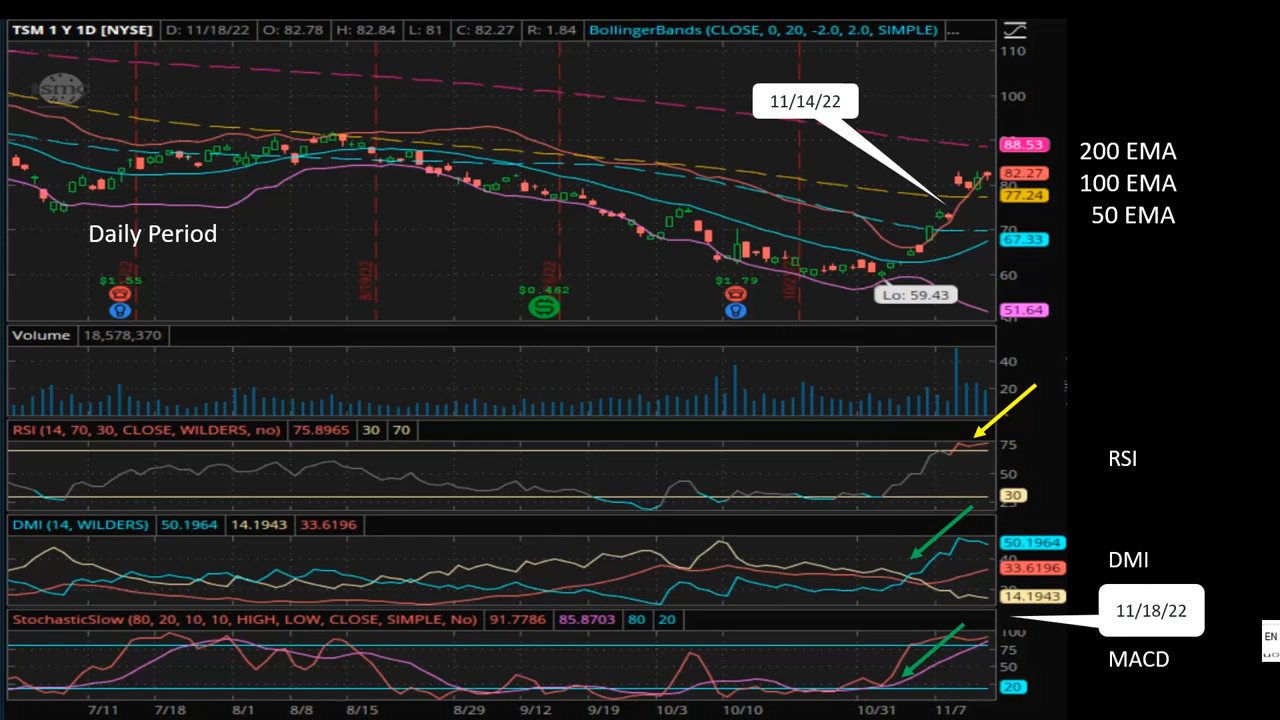 TSM 1 Y 1D [NYSE] D: 11/18/22 O: 82.78 H: 82.84 L: 81 C: 82.27 R: 1.84 BollingerBands (CLOSE, 0, 20, -2.0, 2.0, SIMPLE) ...
110
100
11/14/22
88.53
82.27
80
77.24
70
67.33
60
51.64
200 EMA
100 EMA
50 EMA
Daily Period
$1.55
8/19/22
$0.462
$1.79
Lo: 59.43
Volume 18,578,370
40
20
RSI (14, 70, 30, CLOSE, WILDERS, no) 75.8965 30 70
75
50
30
25
RSI
DMI (14, WILDERS) 50.1964 14.1943 33.6196
50.1964
33.6196
14.1943
DMI
11/18/22
StochasticSlow (80, 20, 10, 10, HIGH, LOW, CLOSE, SIMPLE, No) 91.7786 85.8703 80 20
100
75
50
20
MACD
EN
7/11 7/18 8/1 8/8 8/15 8/29 9/12 9/19 10/3 10/10 10/31 11/7